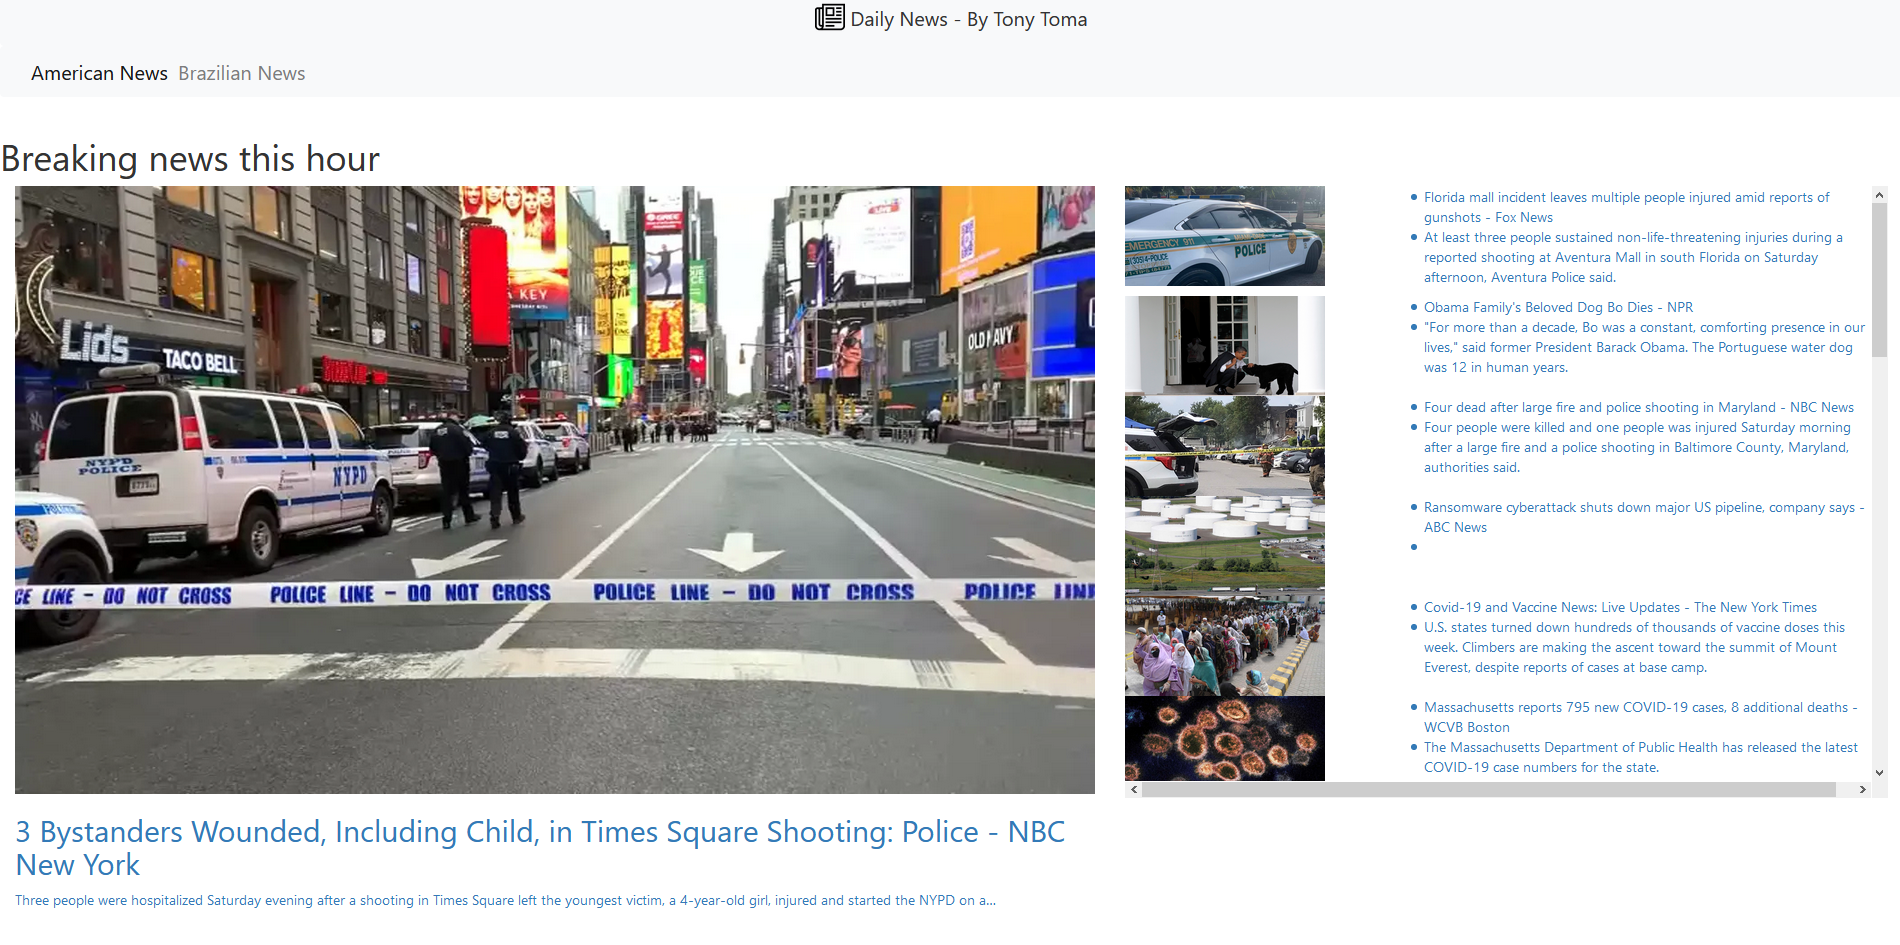 Daily News - By Tony Toma
American News Brazilian News
Breaking news this hour
KEY
Lids
TACO BELL
OLD NAVY
NYPD
POLICE
NYPD
POLICE
CE LINE - DO NOT CROSS POLICE LINE - DO NOT CROSS POLICE LINE - DO NOT CROSS POLICE LINE
3 Bystanders Wounded, Including Child, in Times Square Shooting: Police - NBC
New York
Three people were hospitalized Saturday evening after a shooting in Times Square left the youngest victim, a 4-year-old girl, injured and started the NYPD on a...
EMERGENCY 911
POLICE
(305)4-POLICE
Florida mall incident leaves multiple people injured amid reports of
gunshots - Fox News
At least three people sustained non-life-threatening injuries during a
reported shooting at Aventura Mall in south Florida on Saturday
afternoon, Aventura Police said.
Obama Family's Beloved Dog Bo Dies - NPR
"For more than a decade, Bo was a constant, comforting presence in our
lives," said former President Barack Obama. The Portuguese water dog
was 12 in human years.
Four dead after large fire and police shooting in Maryland - NBC News
Four people were killed and one people was injured Saturday morning
after a large fire and a police shooting in Baltimore County, Maryland,
authorities said.
Ransomware cyberattack shuts down major US pipeline, company says -
ABC News
Covid-19 and Vaccine News: Live Updates - The New York Times
U.S. states turned down hundreds of thousands of vaccine doses this
week. Climbers are making the ascent toward the summit of Mount
Everest, despite reports of cases at base camp.
Massachusetts reports 795 new COVID-19 cases, 8 additional deaths -
WCVB Boston
The Massachusetts Department of Public Health has released the latest
COVID-19 case numbers for the state.